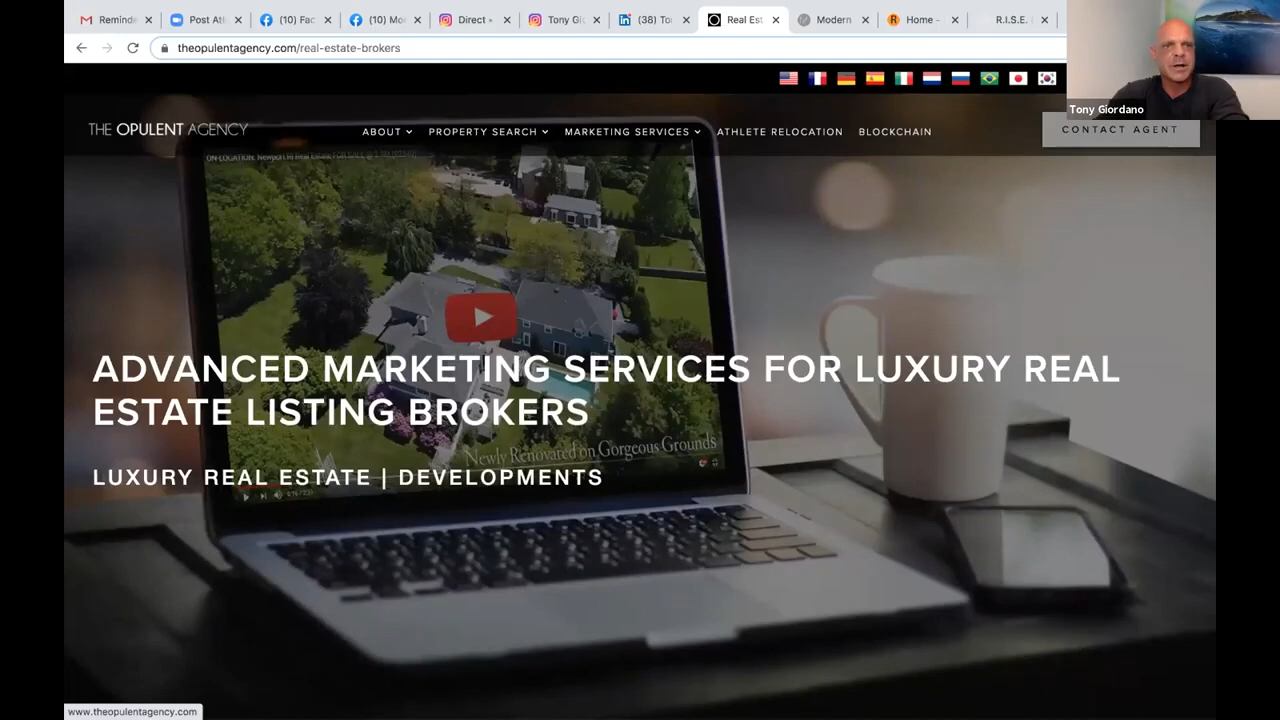 Reminde
Post Atl
(10) Fac
(10) Mo
Direct •
Tony Gi
(38) To
Real Est
Modern
Home –
R.I.S.E. |
theopulentagency.com/real-estate-brokers
Tony Giordano
THE OPULENT AGENCY
ABOUT
PROPERTY SEARCH
MARKETING SERVICES
ATHLETE RELOCATION
BLOCKCHAIN
CONTACT AGENT
ADVANCED MARKETING SERVICES FOR LUXURY REAL
ESTATE LISTING BROKERS
Newly Renovated on Gorgeous Grounds
LUXURY REAL ESTATE | DEVELOPMENTS
www.theopulentagency.com